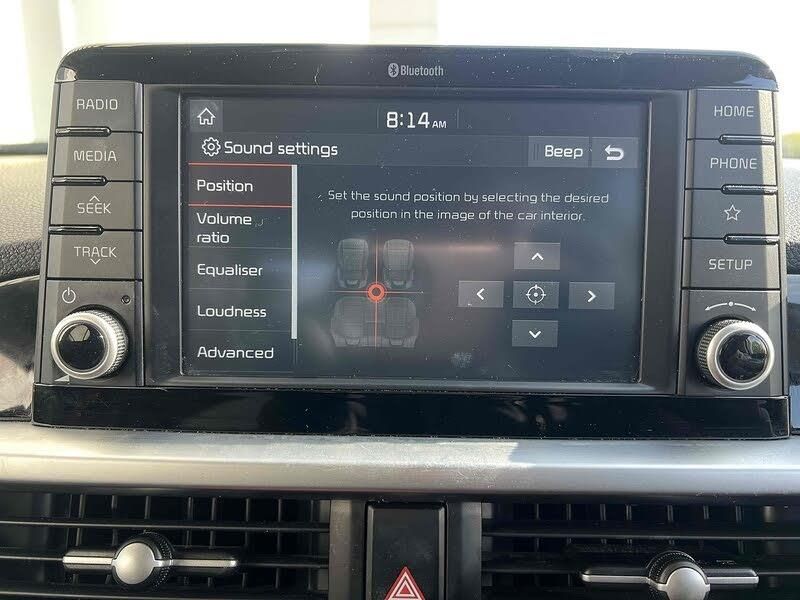 Bluetooth
RADIO
MEDIA
SEEK
TRACK
8:14 AM
Sound settings
Beep
Position
Volume
ratio
Equaliser
Loudness
Advanced
Set the sound position by selecting the desired
position in the image of the car interior.
HOME
PHONE
SETUP